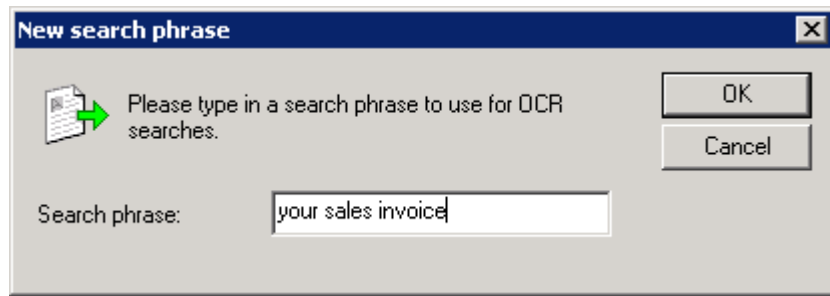 New search phrase
Please type in a search phrase to use for OCR
searches.
OK
Cancel
Search phrase:
your sales invoice